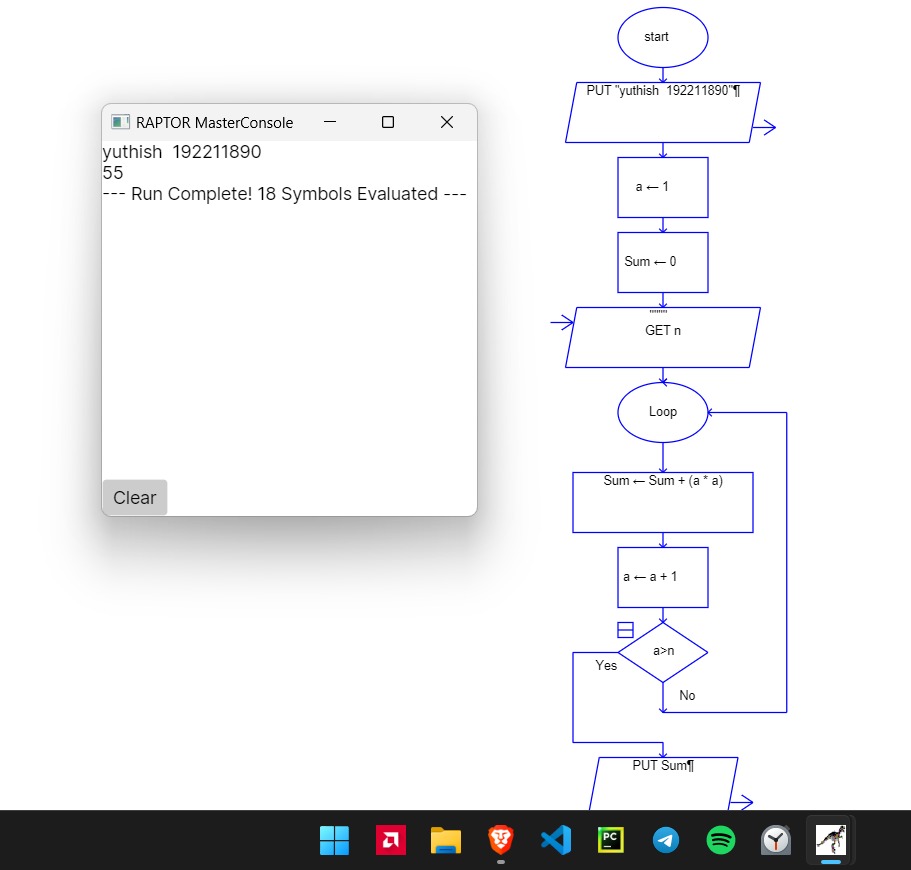 RAPTOR MasterConsole
yuthish  192211890
55
--- Run Complete! 18 Symbols Evaluated ---
Clear
start
PUT "yuthish  192211890"¶
a ← 1
Sum ← 0
""""
GET n
Loop
Sum ← Sum + (a * a)
a ← a + 1
a>n
Yes
No
PUT Sum¶
PC